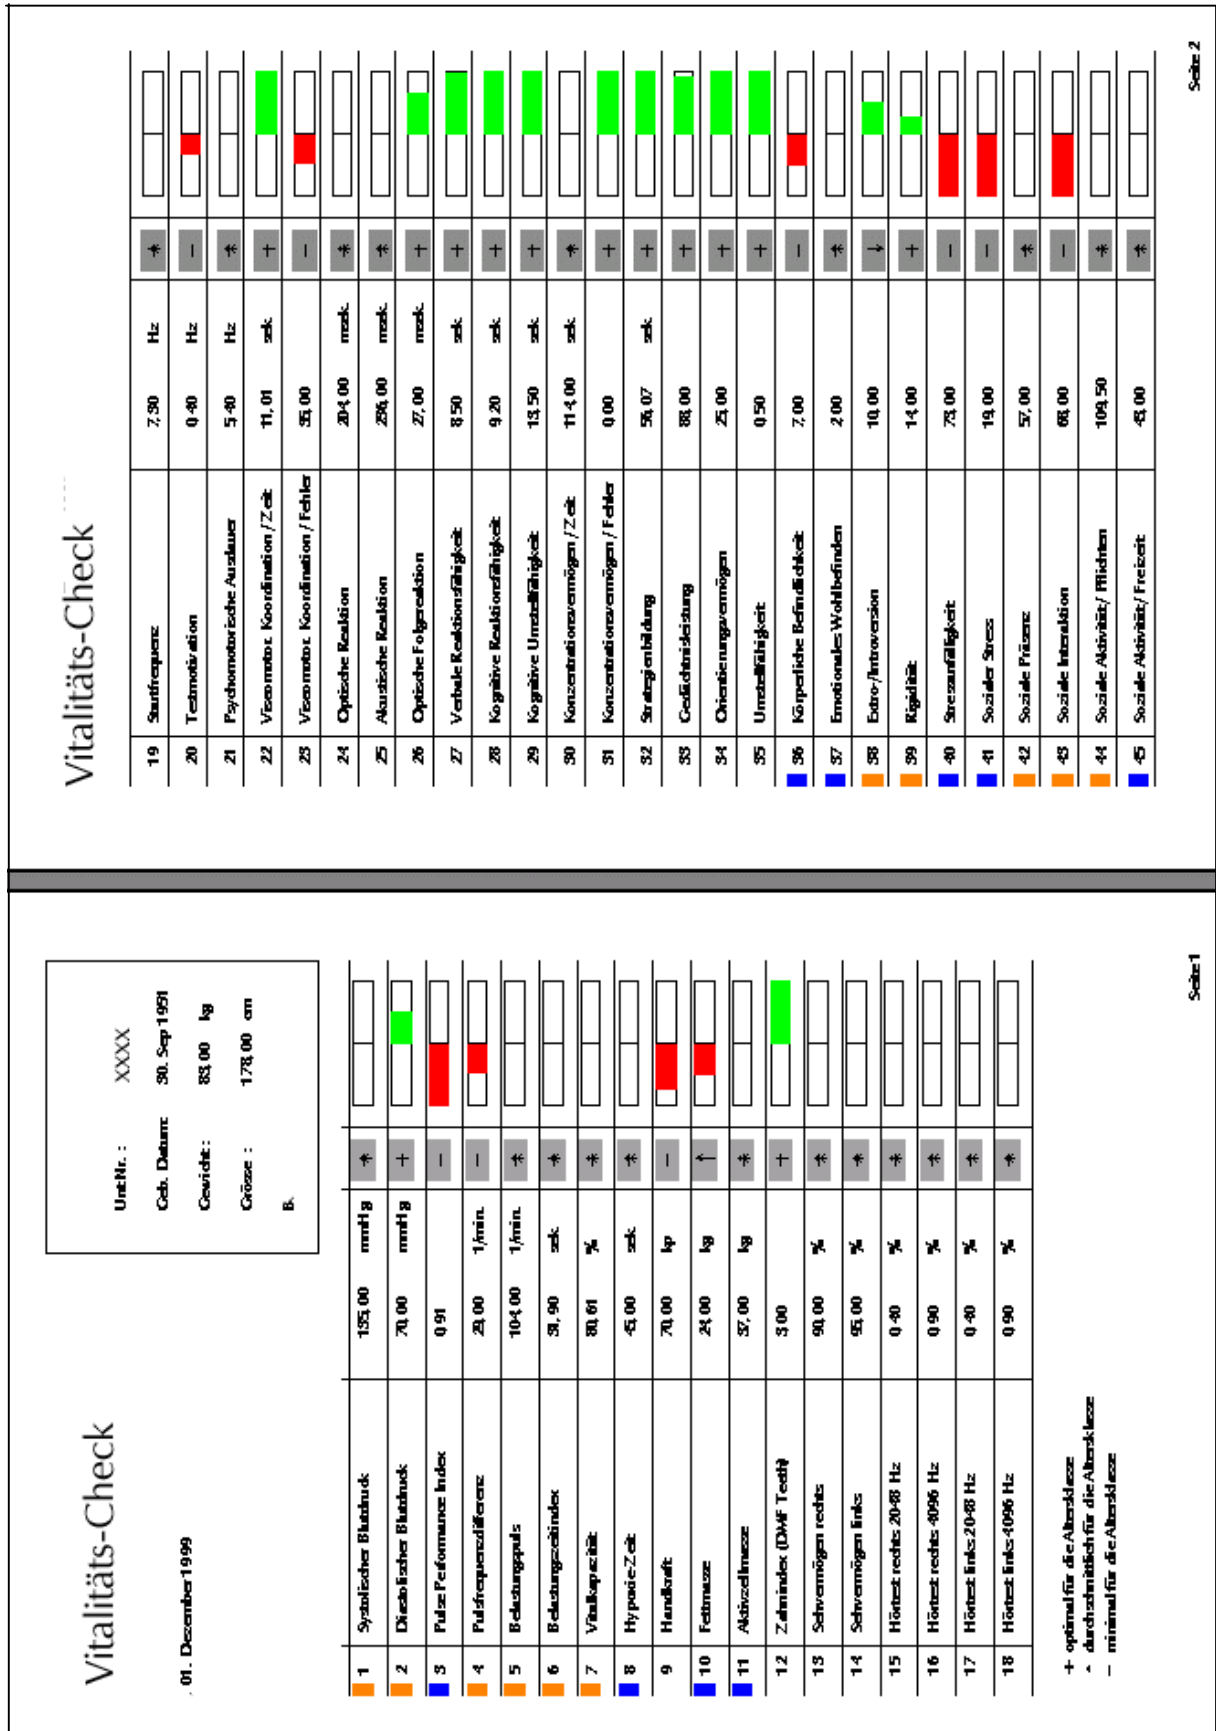 Vitalitäts-Check
01. Dezember 1999
Unt.Nr. : XXXX
Geb. Datum: 30. Sep 1951
Gewicht : 83,00 kg
Grösse : 178,00 cm
B.
1 Systolischer Blutdruck 135,00 mmHg *
2 Diastolischer Blutdruck 70,00 mmHg +
3 Pulse Performance Index 0,91 −
4 Pulsfrequenzdifferenz 29,00 1/min. −
5 Belastungspuls 104,00 1/min. *
6 Belastungszeitindex 31,90 sek. *
7 Vitalkapazität 80,61 % *
8 Hypoxie-Zeit 45,00 sek. *
9 Handkraft 70,00 kp −
10 Fettmasse 24,00 kg ↑
11 Aktivzellmasse 37,00 kg *
12 Zahnindex (DMF Teeth) 3,00 +
13 Sehvermögen rechts 90,00 % *
14 Sehvermögen links 95,00 % *
15 Hörtest rechts 2048 Hz 0,40 % *
16 Hörtest rechts 4096 Hz 0,90 % *
17 Hörtest links 2048 Hz 0,40 % *
18 Hörtest links 4096 Hz 0,90 % *
+ optimal für die Altersklasse
* durchschnittlich für die Altersklasse
− minimal für die Altersklasse
Seite 1
Vitalitäts-Check
19 Strutfrequenz 7,30 Hz *
20 Testmotivation 0,40 Hz −
21 Psychomotorische Ausdauer 5,40 Hz *
22 Viseomotor. Koordination / Zeit 11,01 sek. +
23 Viseomotor. Koordination / Fehler 35,00 −
24 Optische Reaktion 204,00 msek. *
25 Akustische Reaktion 236,00 msek. *
26 Optische Folgereaktion 27,00 msek. +
27 Verbale Reaktionsfähigkeit 8,50 sek. +
28 Kognitive Reaktionsfähigkeit 9,20 sek. +
29 Kognitive Umstellfähigkeit 13,50 sek. +
30 Konzentrationsvermögen / Zeit 114,00 sek. *
31 Konzentrationsvermögen / Fehler 0,00 +
32 Strategienbildung 56,07 sek. +
33 Gedächtnisleistung 88,00 +
34 Orientierungsvermögen 25,00 +
35 Umstellfähigkeit 0,50 +
36 Körperliche Befindlichkeit 7,00 −
37 Emotionales Wohlbefinden 2,00 *
38 Extro-/Introversion 10,00 ↓
39 Rigidität 14,00 +
40 Stressanfälligkeit 73,00 −
41 Sozialer Stress 19,00 −
42 Soziale Präsenz 57,00 *
43 Soziale Interaktion 68,00 −
44 Soziale Aktivität / Pflichten 109,50 *
45 Soziale Aktivität / Freizeit 43,00 *
Seite 2